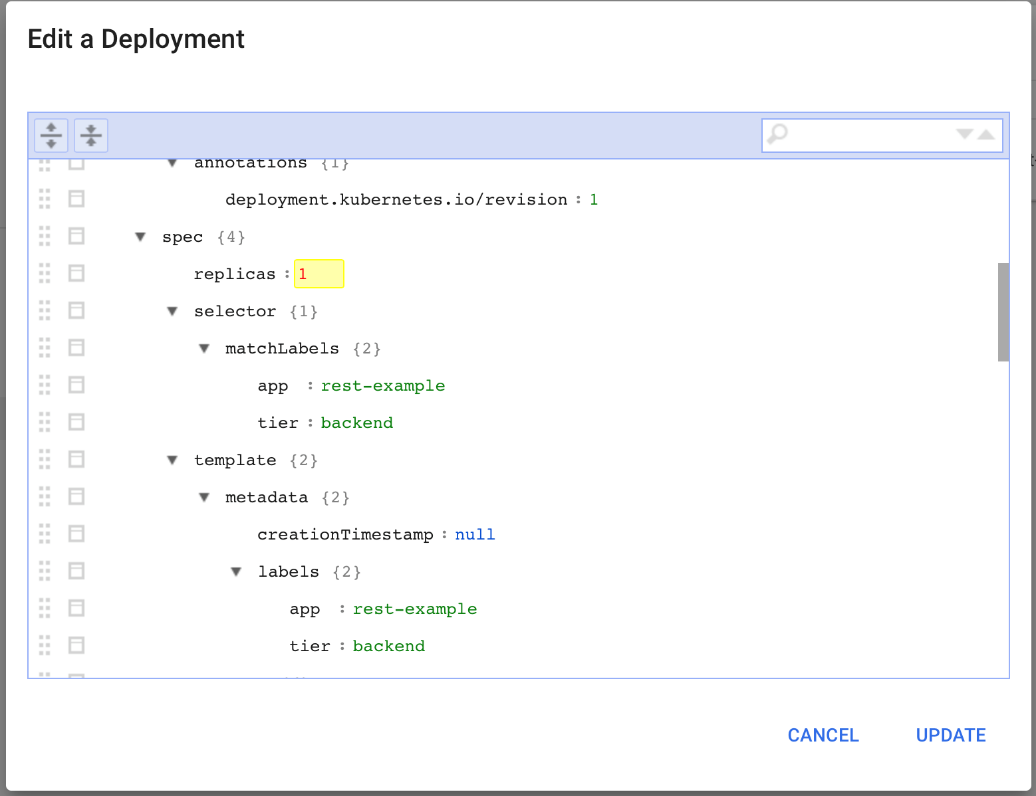 Edit a Deployment
annotations {1}
deployment.kubernetes.io/revision : 1
spec {4}
replicas : 1
selector {1}
matchLabels {2}
app : rest-example
tier : backend
template {2}
metadata {2}
creationTimestamp : null
labels {2}
app : rest-example
tier : backend
CANCEL UPDATE